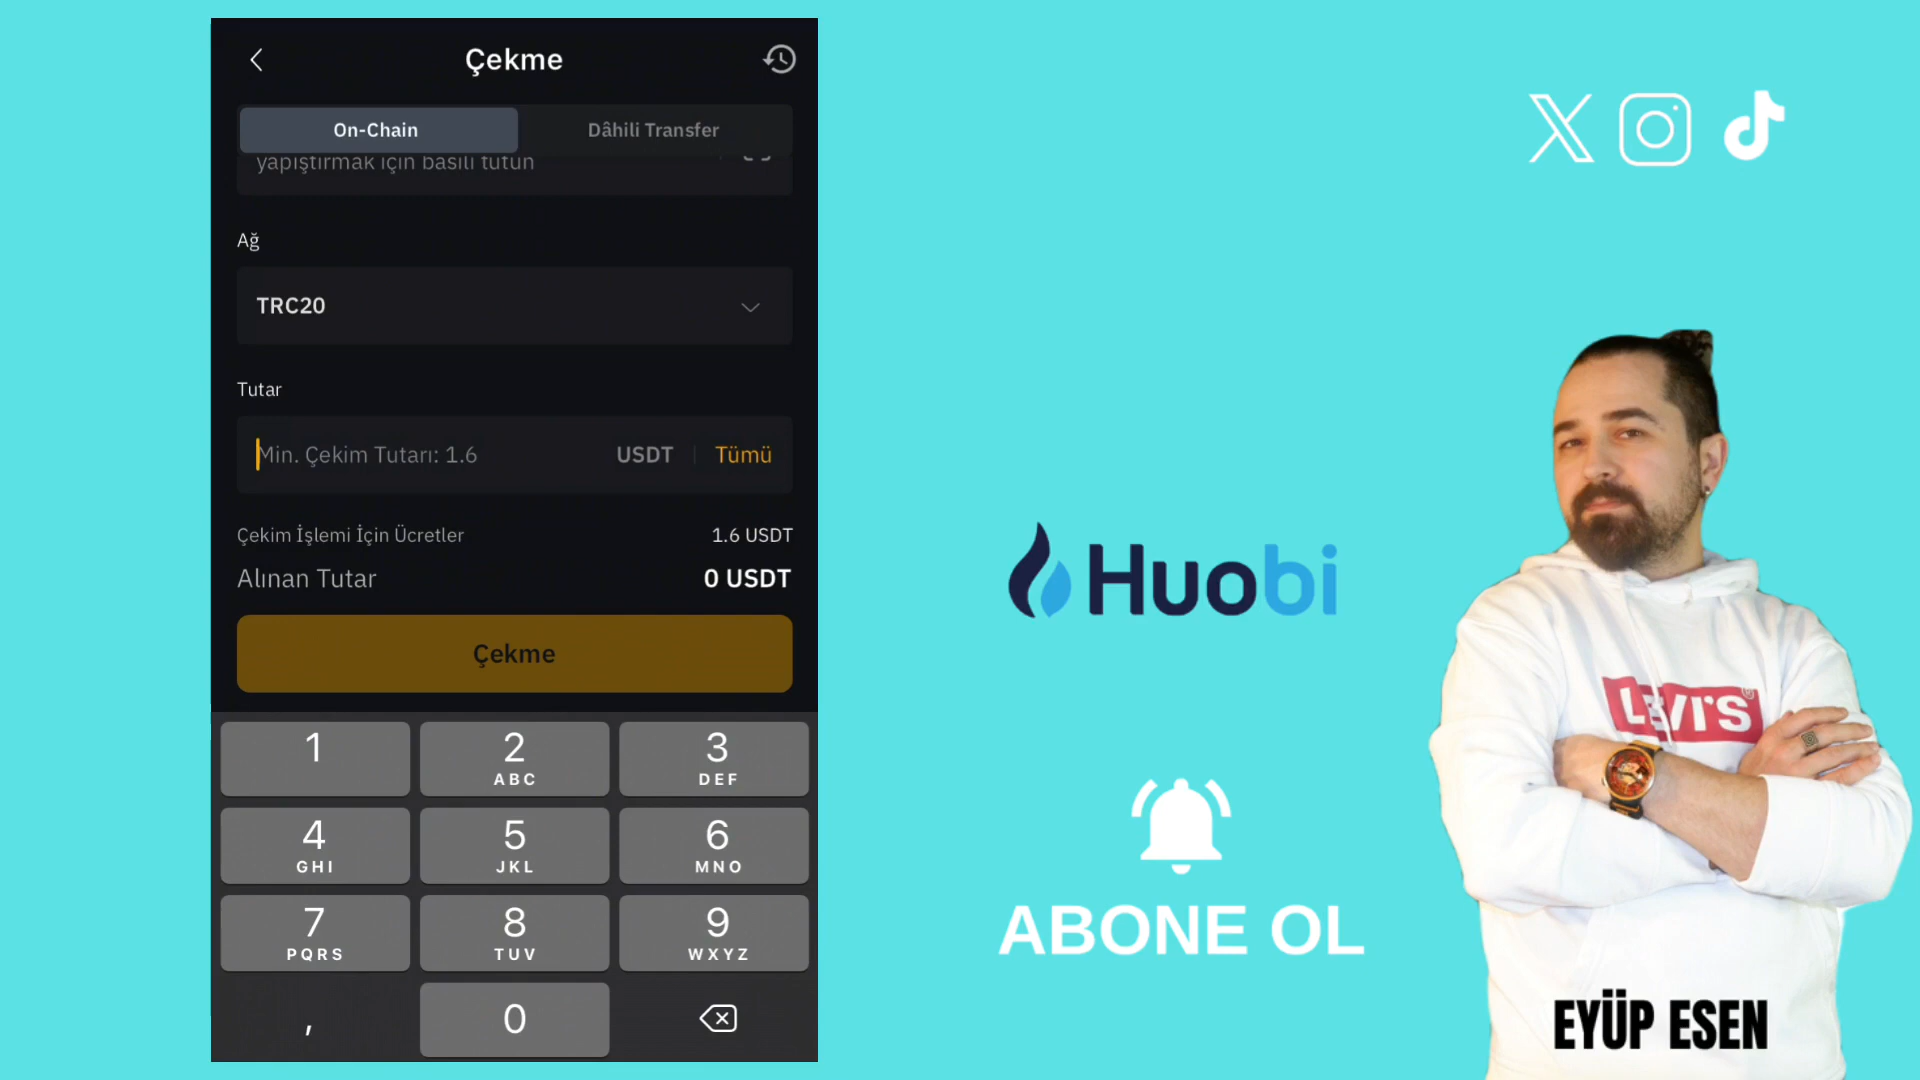 Çekme
On-Chain
Dâhili Transfer
yapıştırmak için basılı tutun
Ağ
TRC20
Tutar
Min. Çekim Tutarı: 1.6
USDT
Tümü
Çekim İşlemi İçin Ücretler
1.6 USDT
Alınan Tutar
0 USDT
Çekme
1
2
ABC
3
DEF
4
GHI
5
JKL
6
MNO
7
PQRS
8
TUV
9
WXYZ
,
0
Huobi
ABONE OL
LEVI'S®
EYÜP ESEN